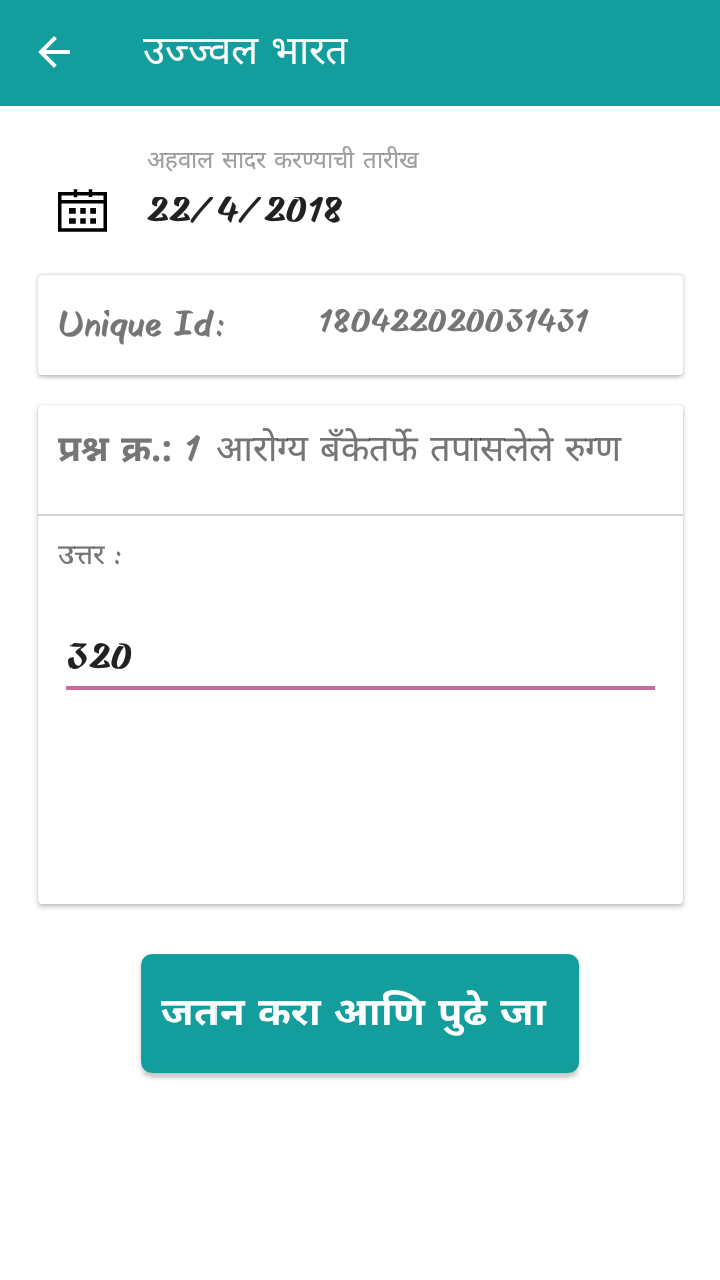 उज्ज्वल भारत
अहवाल सादर करण्याची तारीख
22/4/2018
Unique Id: 180422020031431
प्रश्न क्र.: 1 आरोग्य बँकेतर्फे तपासलेले रुग्ण
उत्तर :
320
जतन करा आणि पुढे जा